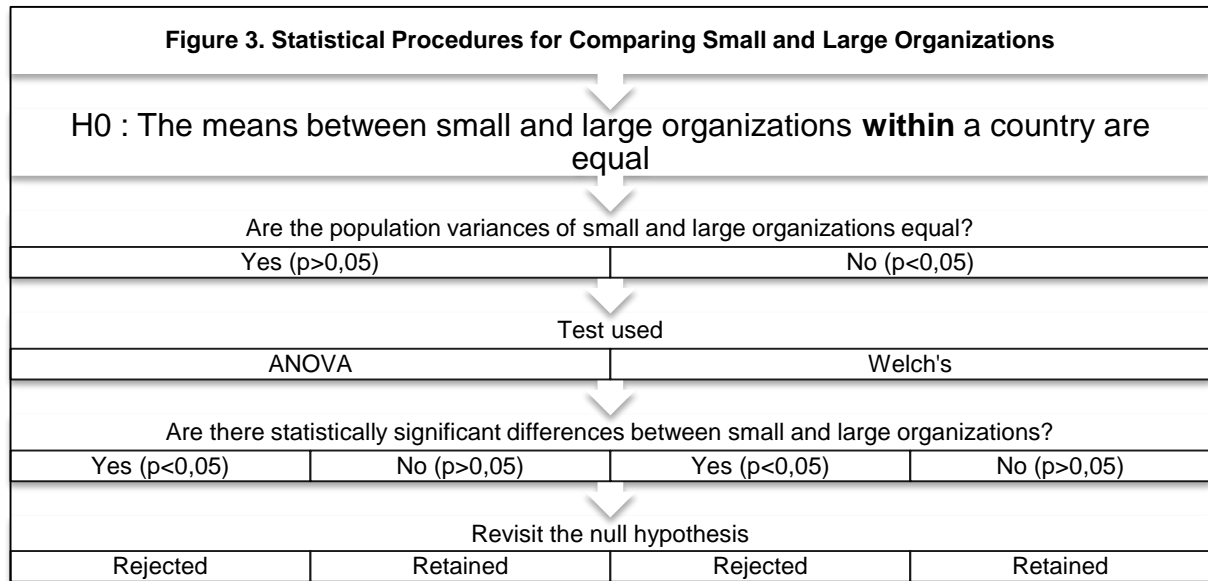 Figure 3. Statistical Procedures for Comparing Small and Large Organizations
H0 : The means between small and large organizations within a country are
equal
Are the population variances of small and large organizations equal?
Yes (p>0,05) No (p<0,05)
Test used
ANOVA Welch's
Are there statistically significant differences between small and large organizations?
Yes (p<0,05) No (p>0,05) Yes (p<0,05) No (p>0,05)
Revisit the null hypothesis
Rejected Retained Rejected Retained